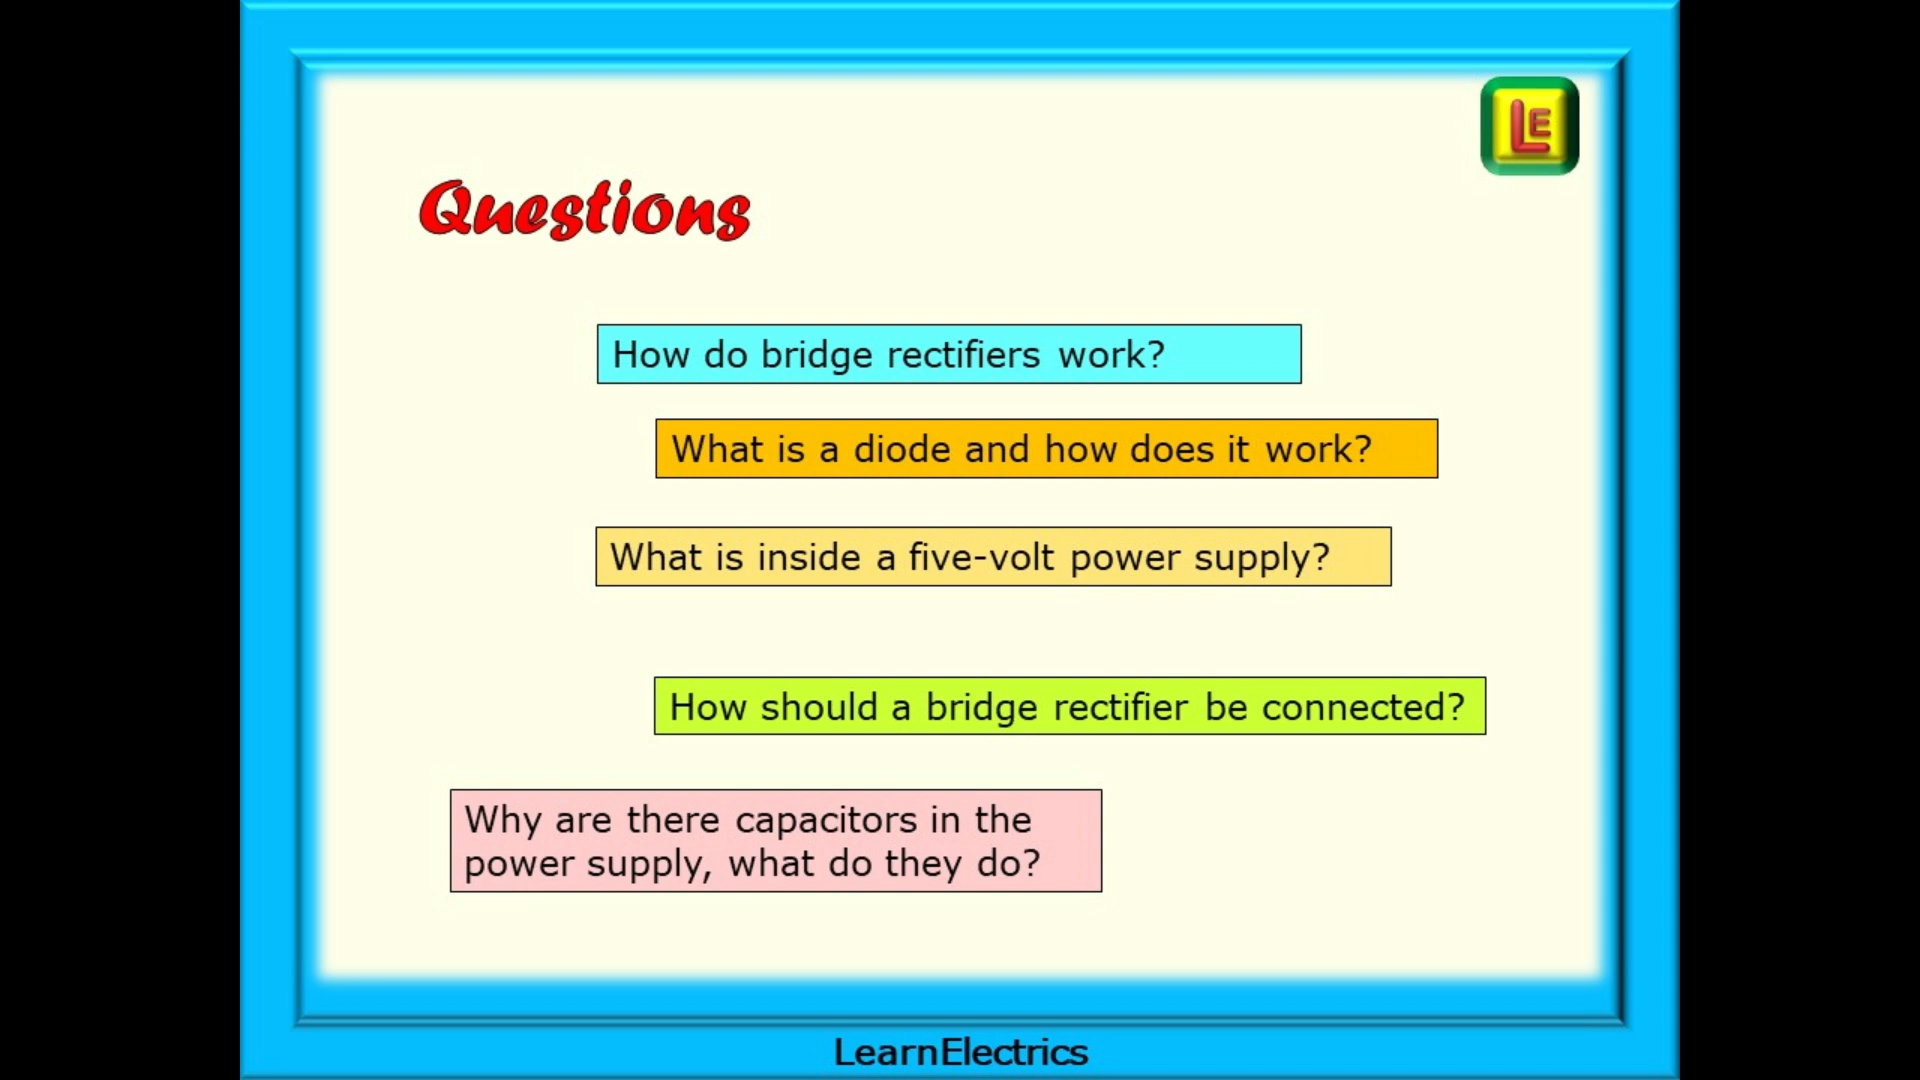 LE
Questions
How do bridge rectifiers work?
What is a diode and how does it work?
What is inside a five-volt power supply?
How should a bridge rectifier be connected?
Why are there capacitors in the
power supply, what do they do?
LearnElectrics